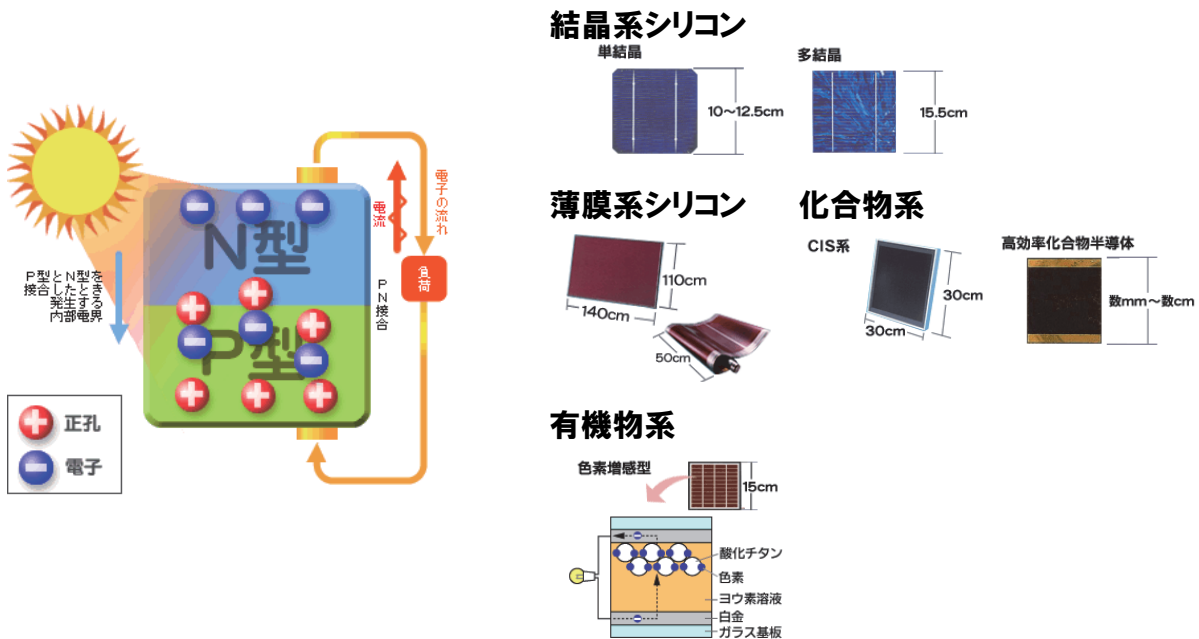 N型
P型
電流
電子の流れ
負荷
PN接合
P型とN型を
接合したとき
発生する
内部電界
正孔
電子
結晶系シリコン
単結晶
10～12.5cm
多結晶
15.5cm
薄膜系シリコン
110cm
140cm
50cm
化合物系
CIS系
30cm
30cm
高効率化合物半導体
数mm～数cm
有機物系
色素増感型
15cm
酸化チタン
色素
ヨウ素溶液
白金
ガラス基板